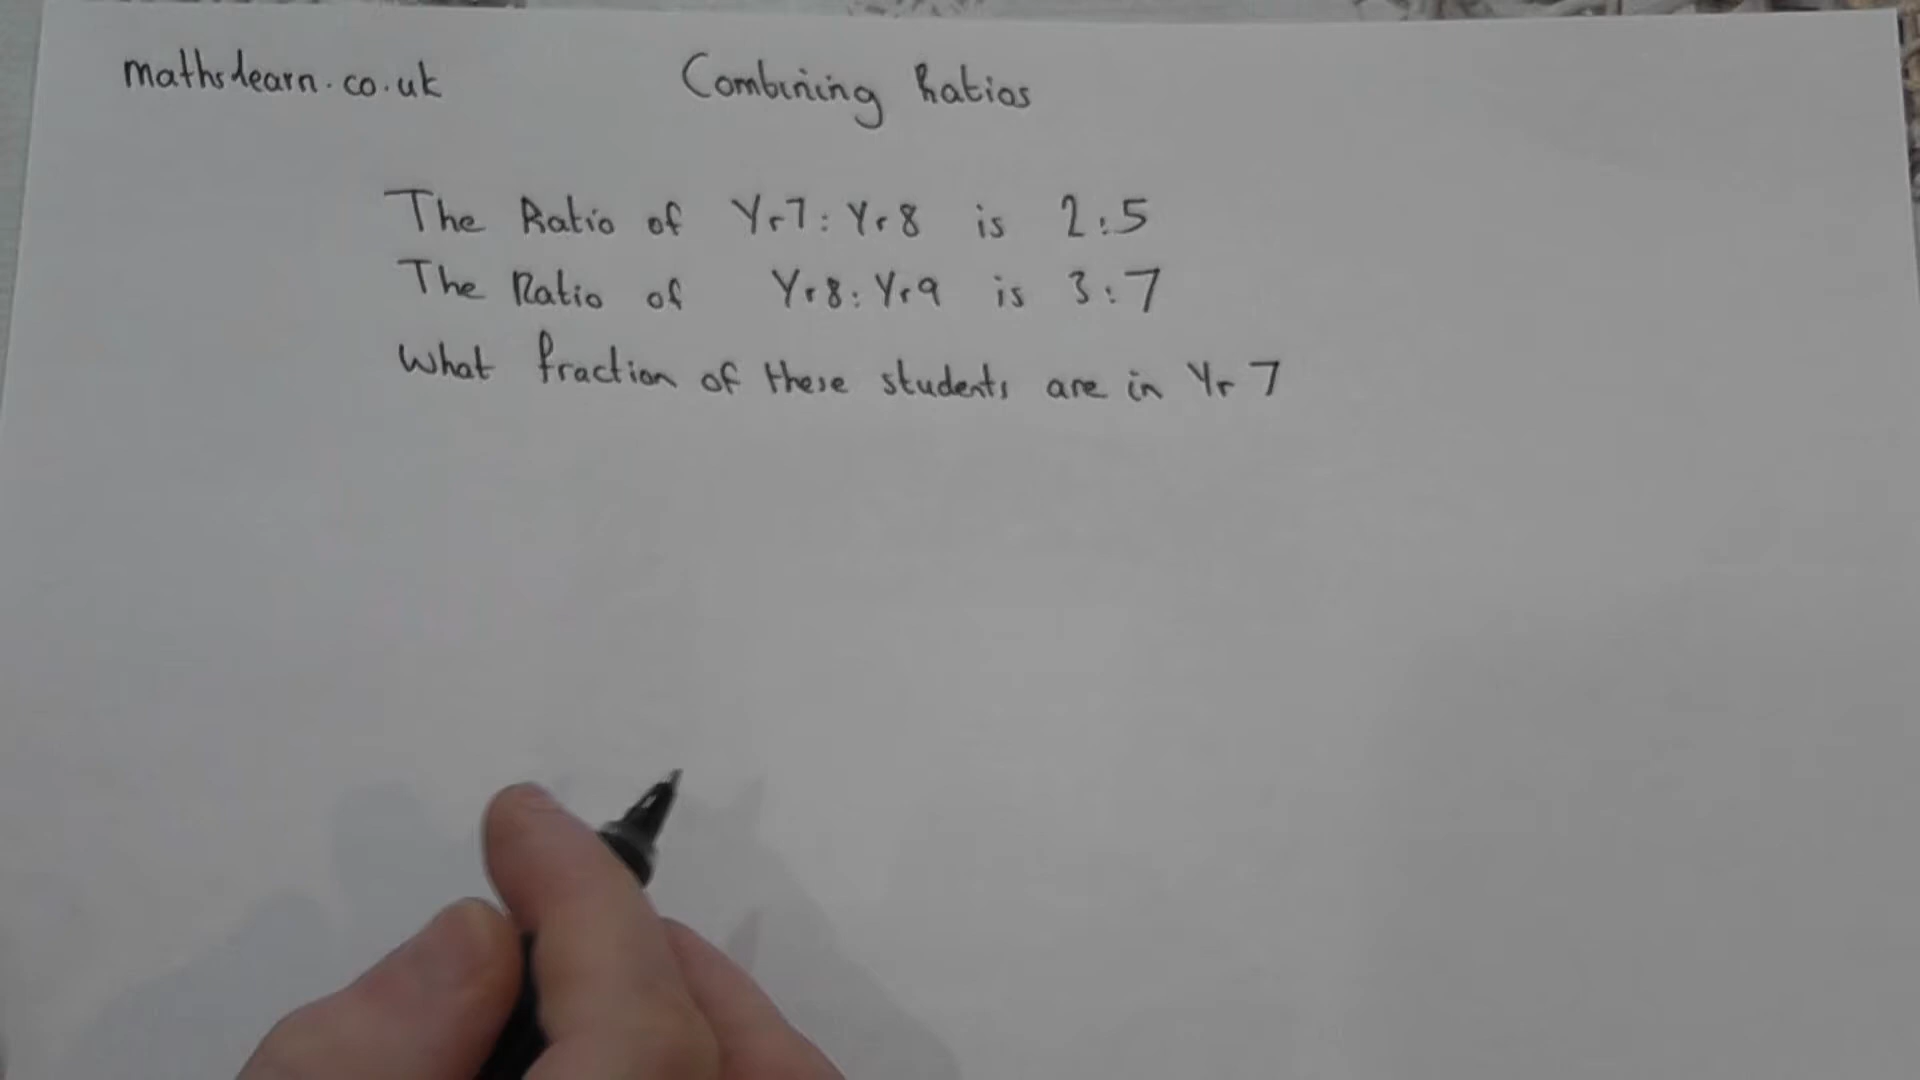 mathslearn.co.uk Combining Ratios
The Ratio of Yr7:Yr8 is 2:5
The Ratio of Yr8:Yr9 is 3:7
What fraction of these students are in Yr 7